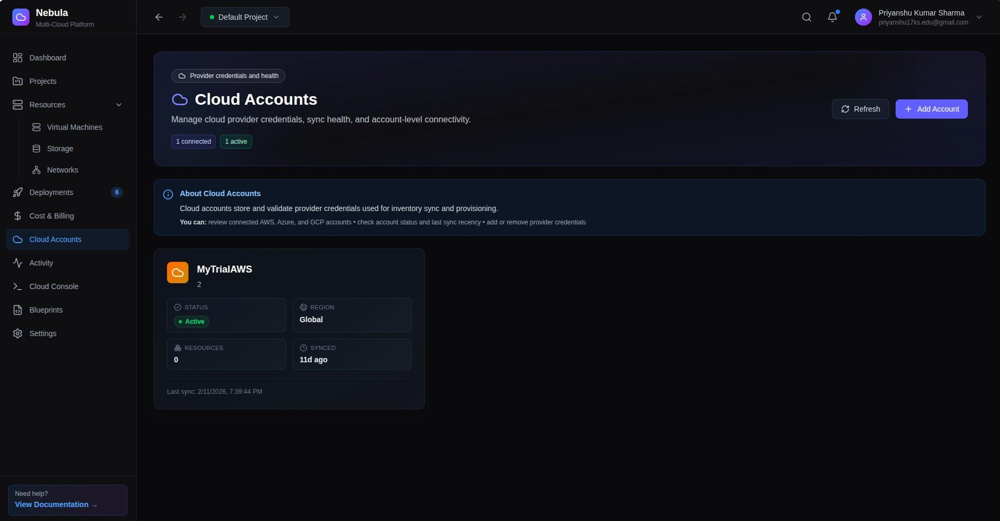 Nebula
Multi-Cloud Platform
Default Project
Priyanshu Kumar Sharma
priyanshu17ks.edu@gmail.com
Dashboard
Projects
Resources
Virtual Machines
Storage
Networks
Deployments
6
Cost & Billing
Cloud Accounts
Activity
Cloud Console
Blueprints
Settings
Need help?
View Documentation →
Provider credentials and health
Cloud Accounts
Manage cloud provider credentials, sync health, and account-level connectivity.
1 connected
1 active
Refresh
Add Account
About Cloud Accounts
Cloud accounts store and validate provider credentials used for inventory sync and provisioning.
You can: review connected AWS, Azure, and GCP accounts • check account status and last sync recency • add or remove provider credentials
MyTrialAWS
2
STATUS
Active
REGION
Global
RESOURCES
0
SYNCED
11d ago
Last sync: 2/11/2026, 7:39:44 PM